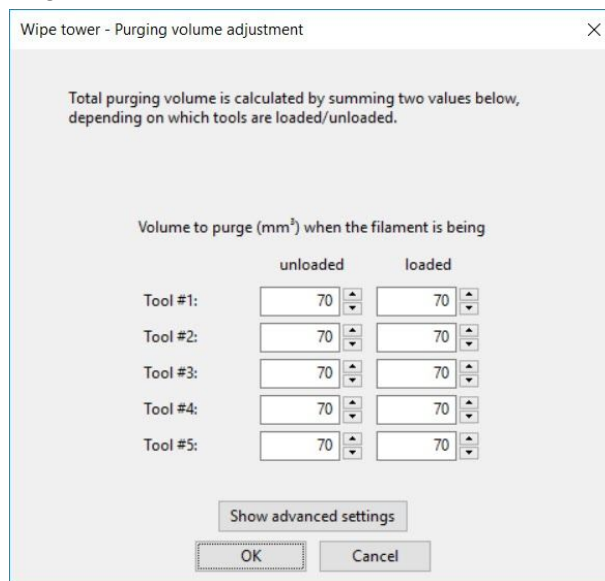 Wipe tower - Purging volume adjustment
Total purging volume is calculated by summing two values below,
depending on which tools are loaded/unloaded.
Volume to purge (mm³) when the filament is being
unloaded loaded
Tool #1: 70 70
Tool #2: 70 70
Tool #3: 70 70
Tool #4: 70 70
Tool #5: 70 70
Show advanced settings
OK Cancel